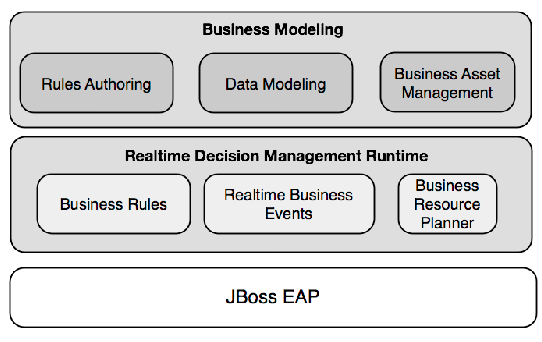 Business Modeling
Rules Authoring
Data Modeling
Business Asset
Management
Realtime Decision Management Runtime
Business Rules
Realtime Business
Events
Business
Resource
Planner
JBoss EAP